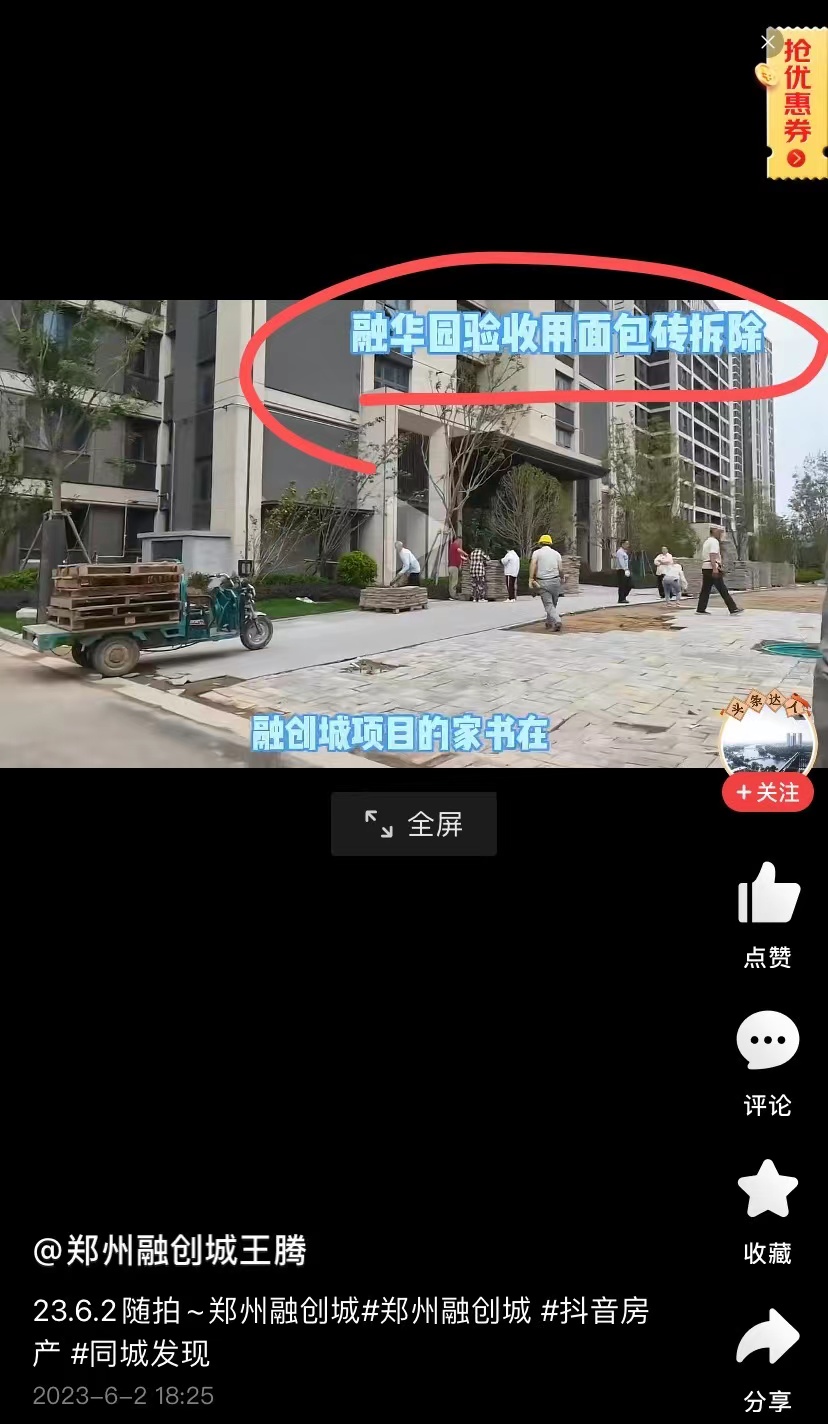 抢优惠券
融华园验收用面包砖拆除
融创城项目的家书在
头条达人
+关注
全屏
点赞
评论
收藏
分享
@郑州融创城王腾
23.6.2随拍~郑州融创城#郑州融创城 #抖音房
产 #同城发现
2023-6-2 18:25